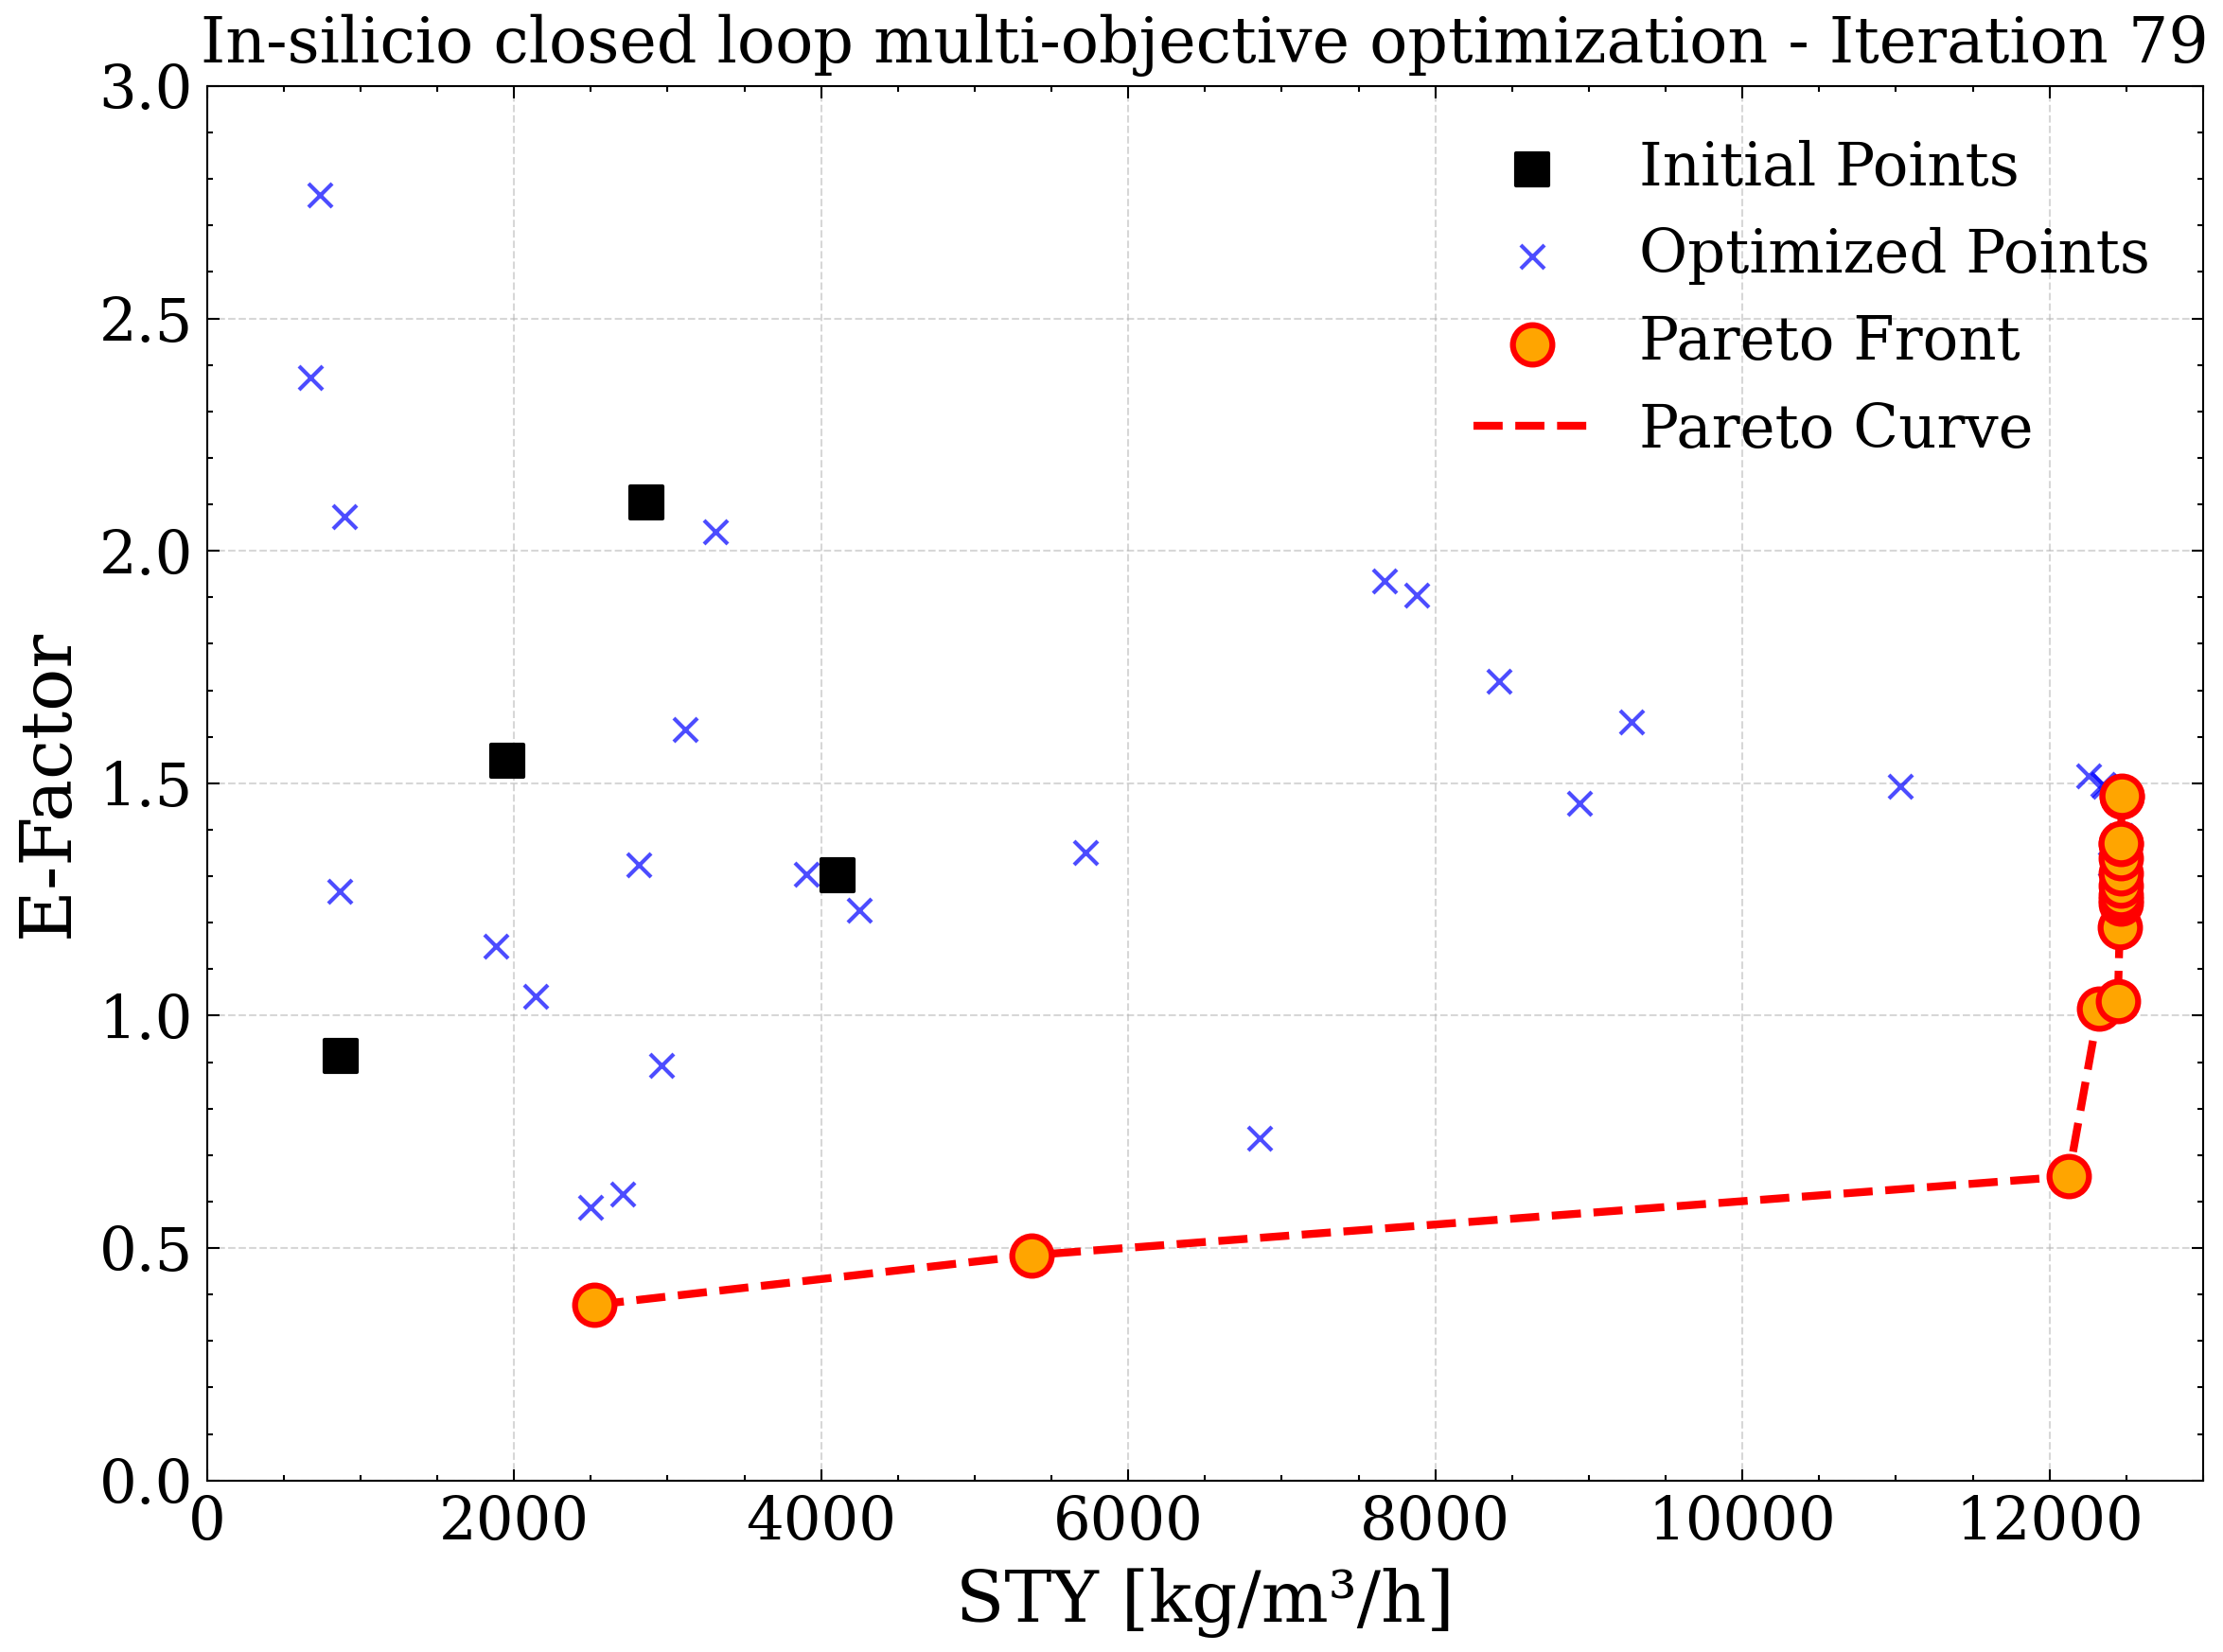 In-silicio closed loop multi-objective optimization - Iteration 79
3.0
2.5
2.0
1.5
1.0
0.5
0.0
E-Factor
Initial Points
Optimized Points
Pareto Front
Pareto Curve
0 2000 4000 6000 8000 10000 12000
STY [kg/m³/h]